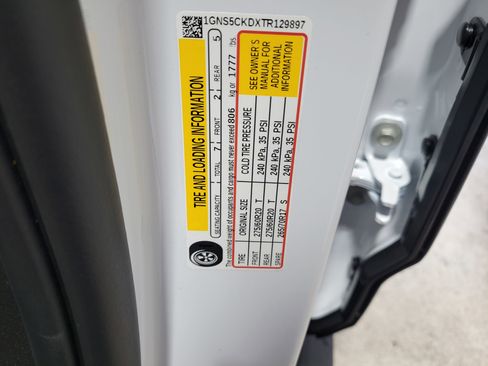 1GNS5CKDXTR129897
TIRE AND LOADING INFORMATION
SEATING CAPACITY TOTAL 7 FRONT 2 REAR 5
The combined weight of occupants and cargo must never exceed 806 kg or 1777 lbs
TIRE ORIGINAL SIZE COLD TIRE PRESSURE
FRONT 275/60R20 T 240 kPa, 35 PSI
REAR 275/60R20 T 240 kPa, 35 PSI
SPARE 265/70R17 S 240 kPa, 35 PSI
SEE OWNER'S
MANUAL FOR
ADDITIONAL
INFORMATION